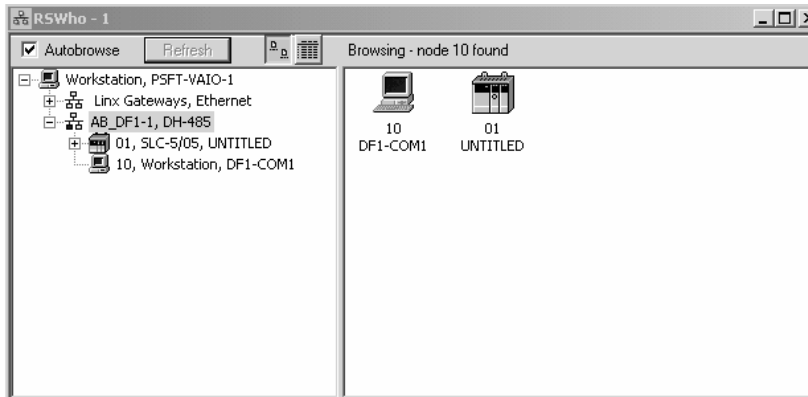 RSWho - 1
Autobrowse Refresh Browsing - node 10 found
Workstation, PSFT-VAIO-1
Linx Gateways, Ethernet
AB_DF1-1, DH-485
01, SLC-5/05, UNTITLED
10, Workstation, DF1-COM1
10
DF1-COM1
01
UNTITLED